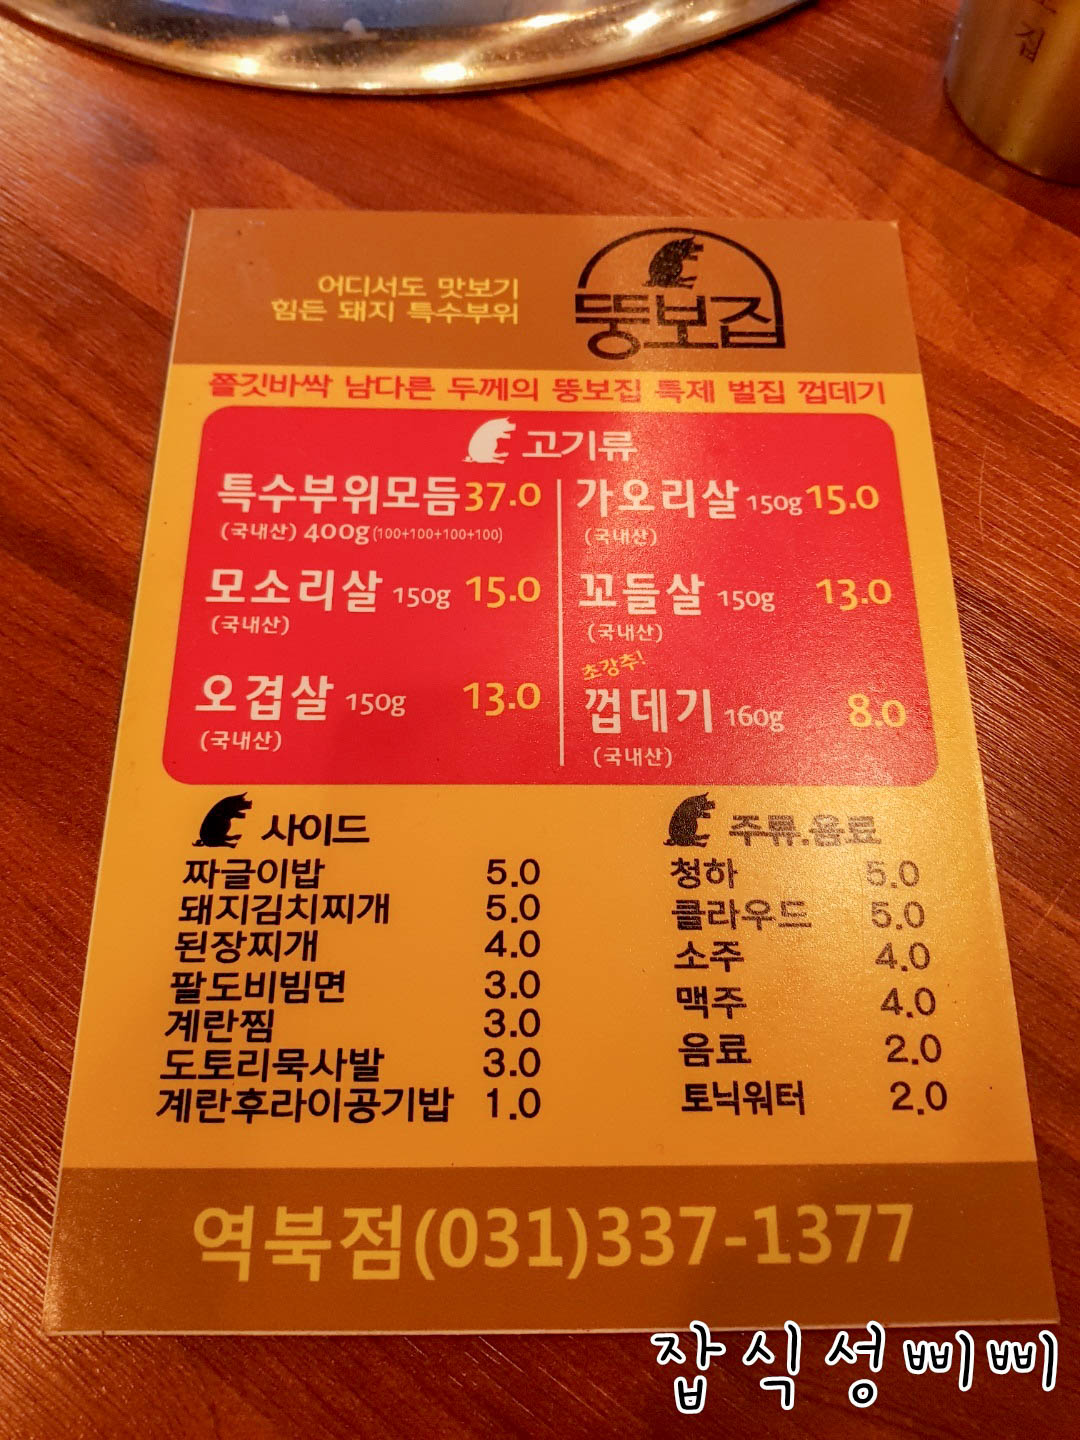 어디서도 맛보기
힘든 돼지 특수부위
뚱보집
쫄깃바싹 남다른 두께의 뚱보집 특제 벌집 껍데기
고기류
특수부위모듬 37.0
(국내산) 400g (100+100+100+100)
모소리살 150g 15.0
(국내산)
오겹살 150g 13.0
(국내산)
가오리살 150g 15.0
(국내산)
꼬들살 150g 13.0
(국내산)
초강추!
껍데기 160g 8.0
(국내산)
사이드
짜글이밥 5.0
돼지김치찌개 5.0
된장찌개 4.0
팔도비빔면 3.0
계란찜 3.0
도토리묵사발 3.0
계란후라이공기밥 1.0
주류.음료
청하 5.0
클라우드 5.0
소주 4.0
맥주 4.0
음료 2.0
토닉워터 2.0
역북점(031)337-1377
잡식성삐삐